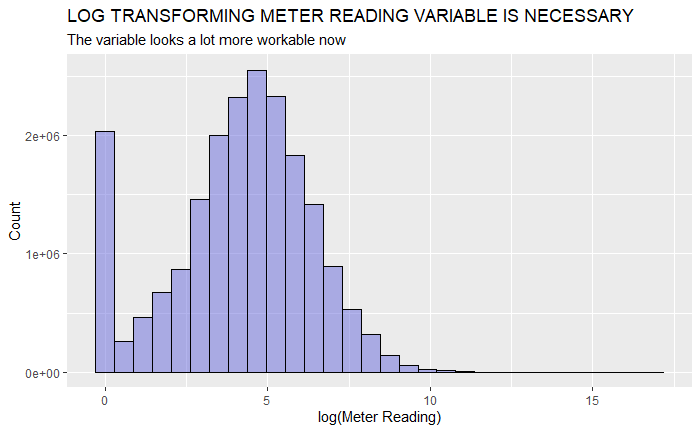 LOG TRANSFORMING METER READING VARIABLE IS NECESSARY
The variable looks a lot more workable now
2e+06
1e+06
0e+00
Count
0 5 10 15
log(Meter Reading)